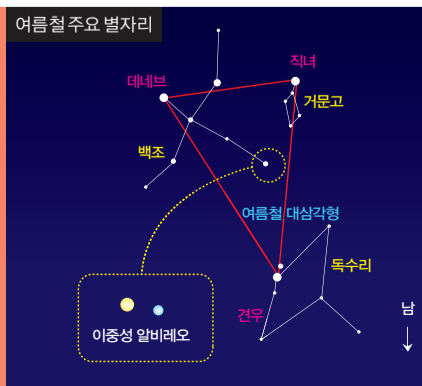 여름철 주요 별자리
직녀
데네브
거문고
백조
여름철 대삼각형
독수리
남
견우
이중성 알비레오